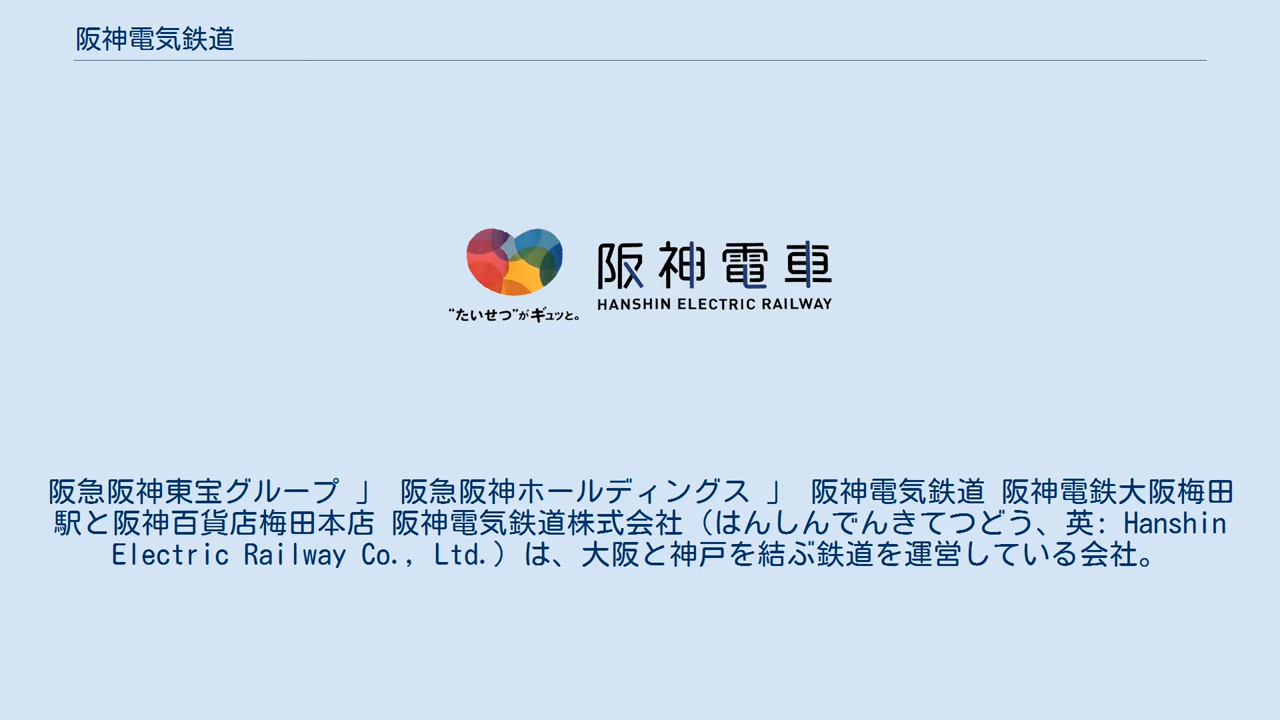 阪神電気鉄道
阪神電車
HANSHIN ELECTRIC RAILWAY
“たいせつ”がギュッと。
阪急阪神東宝グループ 」 阪急阪神ホールディングス 」 阪神電気鉄道 阪神電鉄大阪梅田
駅と阪神百貨店梅田本店 阪神電気鉄道株式会社（はんしんでんきてつどう、英: Hanshin
Electric Railway Co., Ltd.）は、大阪と神戸を結ぶ鉄道を運営している会社。